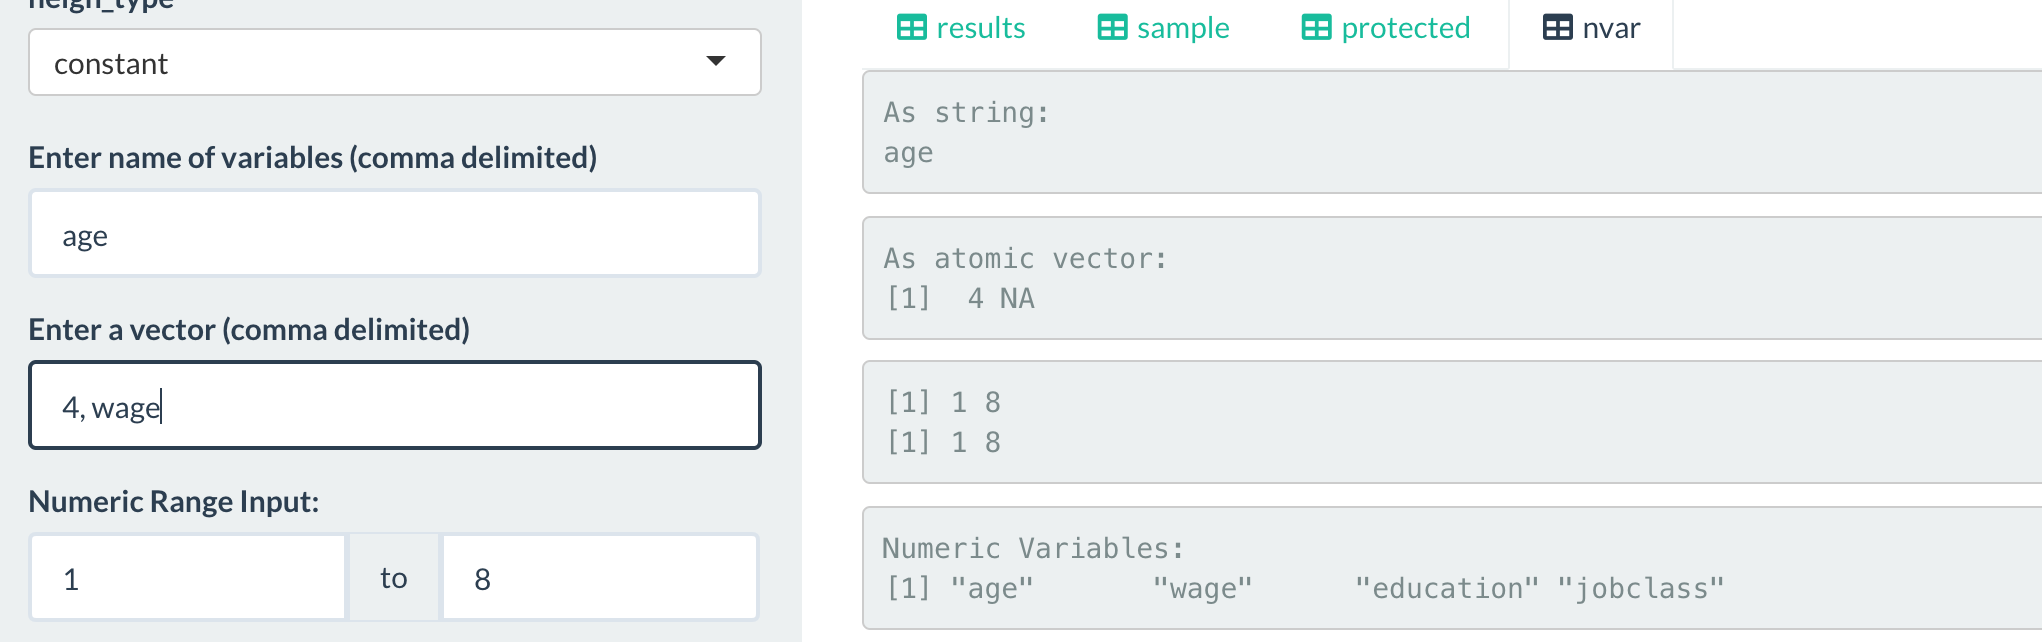 neigh_type
constant
Enter name of variables (comma delimited)
age
Enter a vector (comma delimited)
4, wage
Numeric Range Input:
1 to 8
results sample protected nvar
As string:
age
As atomic vector:
[1]  4 NA
[1] 1 8
[1] 1 8
Numeric Variables:
[1] "age"       "wage"      "education" "jobclass"